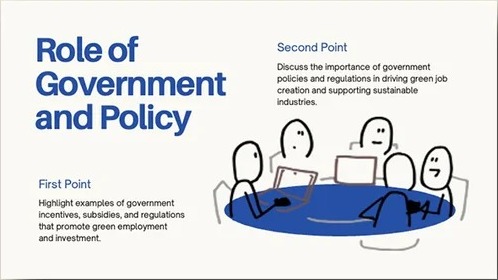 Role of
Government
and Policy
Second Point
Discuss the importance of government
policies and regulations in driving green job
creation and supporting sustainable
industries.
First Point
Highlight examples of government
incentives, subsidies, and regulations
that promote green employment
and investment.